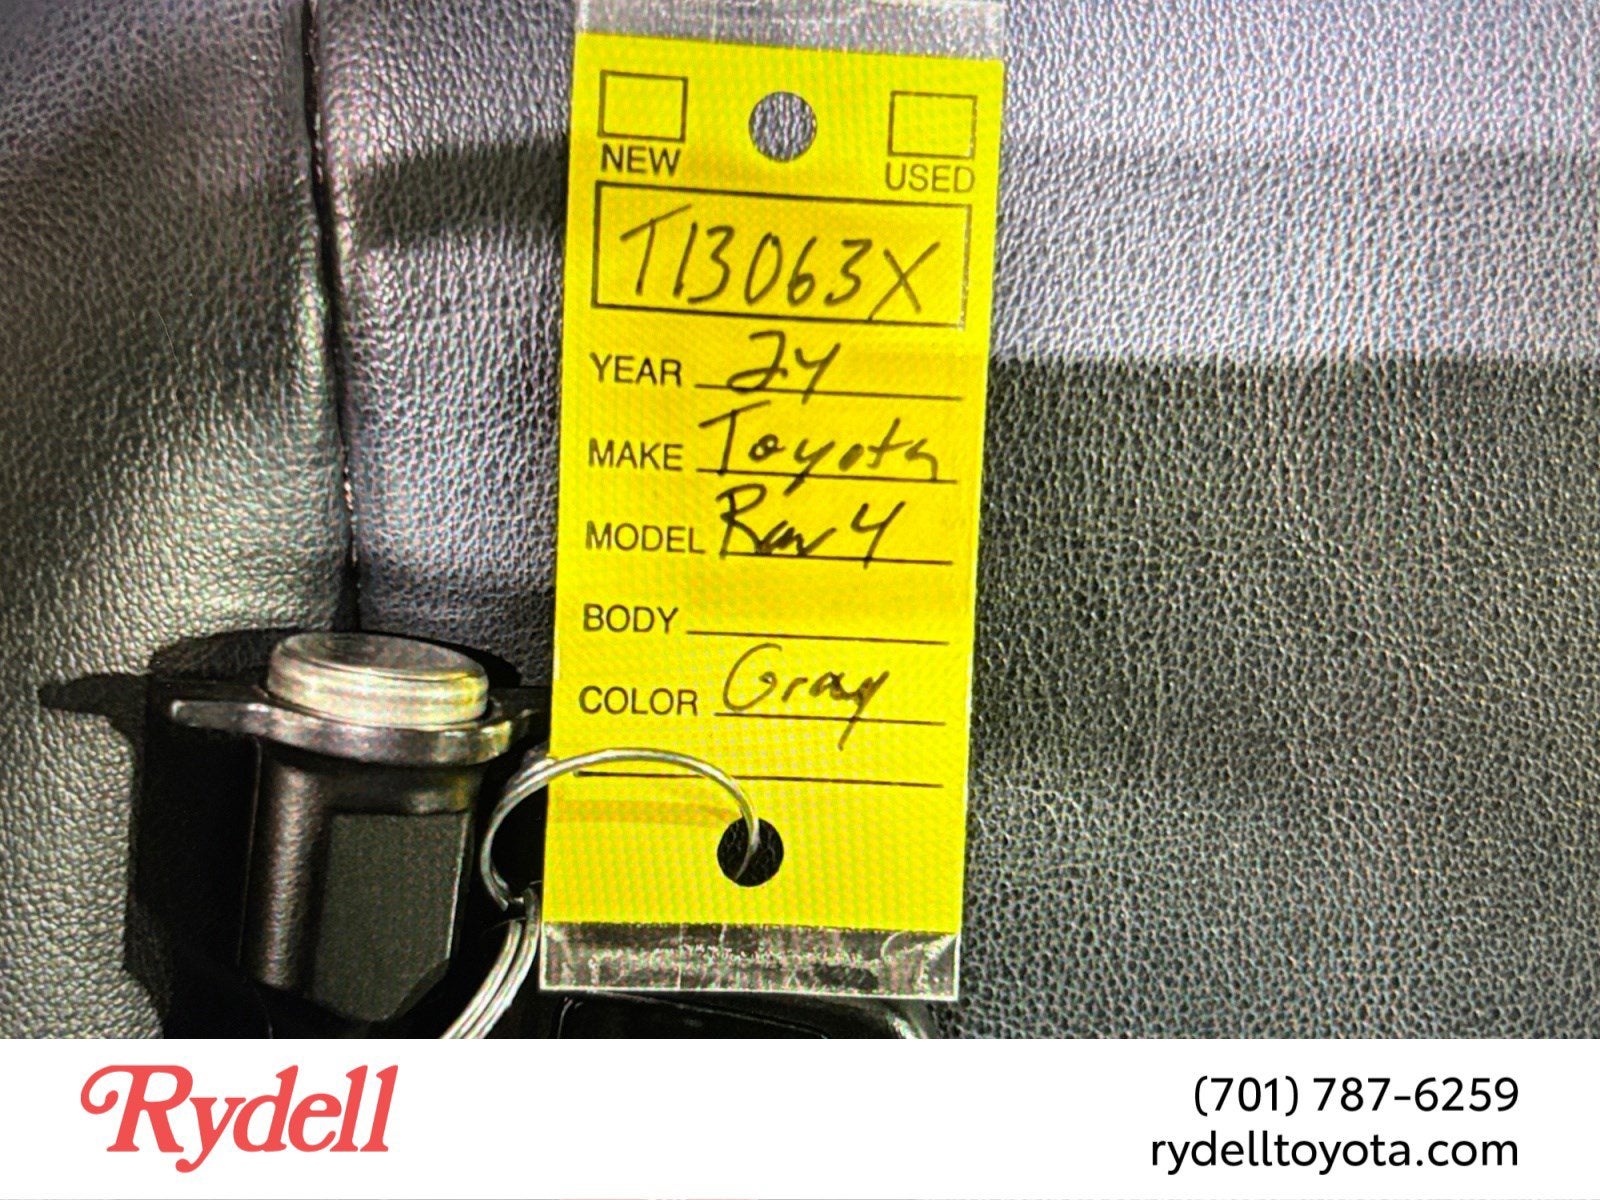 NEW USED
T13063X
YEAR 24
MAKE Toyota
MODEL Rav4
BODY
COLOR Gray
Rydell
(701) 787-6259
rydelltoyota.com